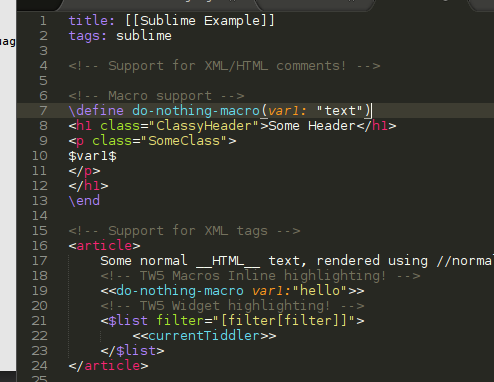 1 title: [[Sublime Example]]
2 tags: sublime
3
4 <!-- Support for XML/HTML comments! -->
5
6 <!-- Macro support -->
7 \define do-nothing-macro(var1: "text")
8 <h1 class="ClassyHeader">Some Header</h1>
9 <p class="SomeClass">
10 $var1$
11 </p>
12 </h1>
13 \end
14
15 <!-- Support for XML tags -->
16 <article>
17 Some normal __HTML__ text, rendered using //normal
18 <!-- TW5 Macros Inline highlighting! -->
19 <<do-nothing-macro var1:"hello">>
20 <!-- TW5 Widget highlighting! -->
21 <$list filter="[filter[filter]]">
22 <<currentTiddler>>
23 </$list>
24 </article>
25